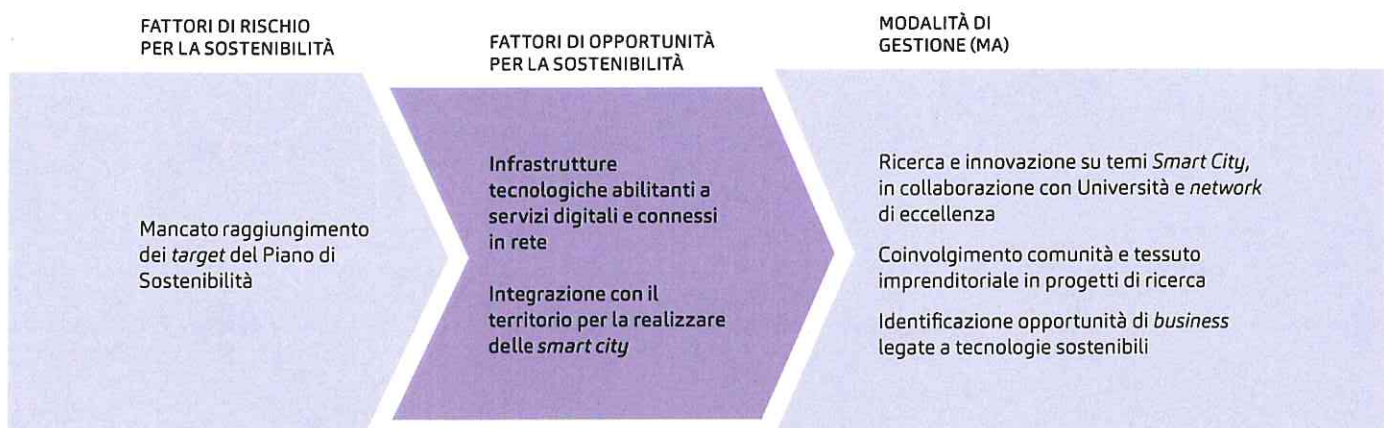 FATTORI DI RISCHIO
PER LA SOSTENIBILITÀ
Mancato raggiungimento
dei target del Piano di
Sostenibilità
FATTORI DI OPPORTUNITÀ
PER LA SOSTENIBILITÀ
Infrastrutture
tecnologiche abilitanti a
servizi digitali e connessi
in rete
Integrazione con il
territorio per la realizzare
delle smart city
MODALITÀ DI
GESTIONE (MA)
Ricerca e innovazione su temi Smart City,
in collaborazione con Università e network
di eccellenza
Coinvolgimento comunità e tessuto
imprenditoriale in progetti di ricerca
Identificazione opportunità di business
legate a tecnologie sostenibili